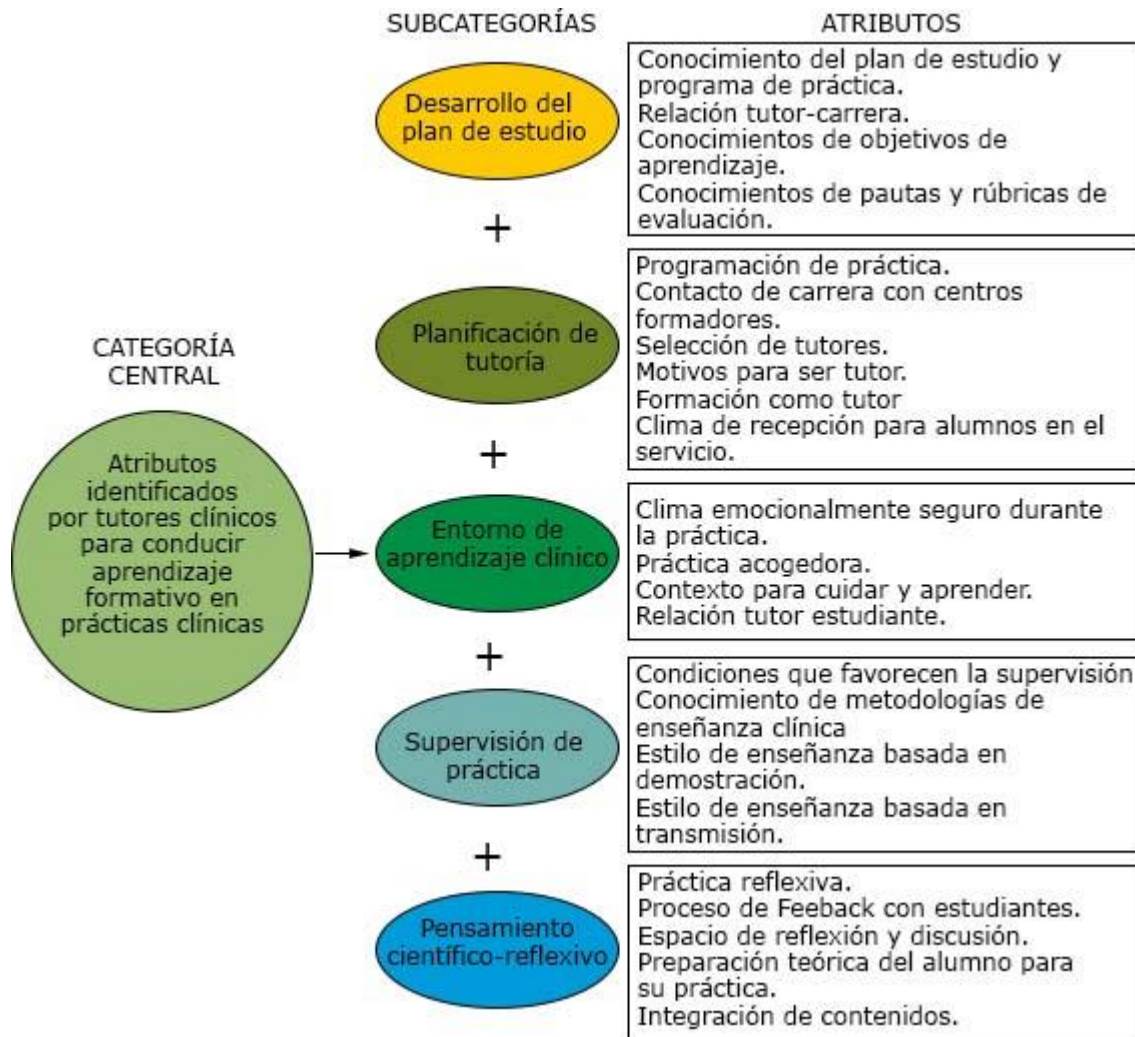 SUBCATEGORÍAS
ATRIBUTOS
Desarrollo del
plan de estudio
Conocimiento del plan de estudio y
programa de práctica.
Relación tutor-carrera.
Conocimientos de objetivos de
aprendizaje.
Conocimientos de pautas y rúbricas de
evaluación.
+
Planificación de
tutoría
Programación de práctica.
Contacto de carrera con centros
formadores.
Selección de tutores.
Motivos para ser tutor.
Formación como tutor
Clima de recepción para alumnos en el
servicio.
CATEGORÍA
CENTRAL
Atributos
identificados
por tutores clínicos
para conducir
aprendizaje
formativo en
prácticas clínicas
+
Entorno de
aprendizaje clínico
Clima emocionalmente seguro durante
la práctica.
Práctica acogedora.
Contexto para cuidar y aprender.
Relación tutor estudiante.
+
Supervisión de
práctica
Condiciones que favorecen la supervisión
Conocimiento de metodologías de
enseñanza clínica
Estilo de enseñanza basada en
demostración.
Estilo de enseñanza basada en
transmisión.
+
Pensamiento
científico-reflexivo
Práctica reflexiva.
Proceso de Feeback con estudiantes.
Espacio de reflexión y discusión.
Preparación teórica del alumno para
su práctica.
Integración de contenidos.